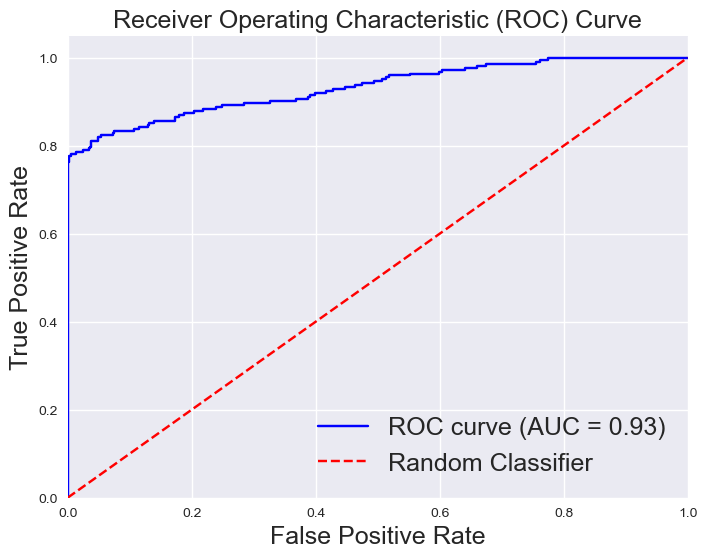 Receiver Operating Characteristic (ROC) Curve
1.0
0.8
0.6
0.4
0.2
0.0
True Positive Rate
ROC curve (AUC = 0.93)
Random Classifier
0.0 0.2 0.4 0.6 0.8 1.0
False Positive Rate